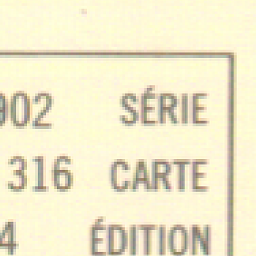 902 SÉRIE
316 CARTE
4 ÉDITION